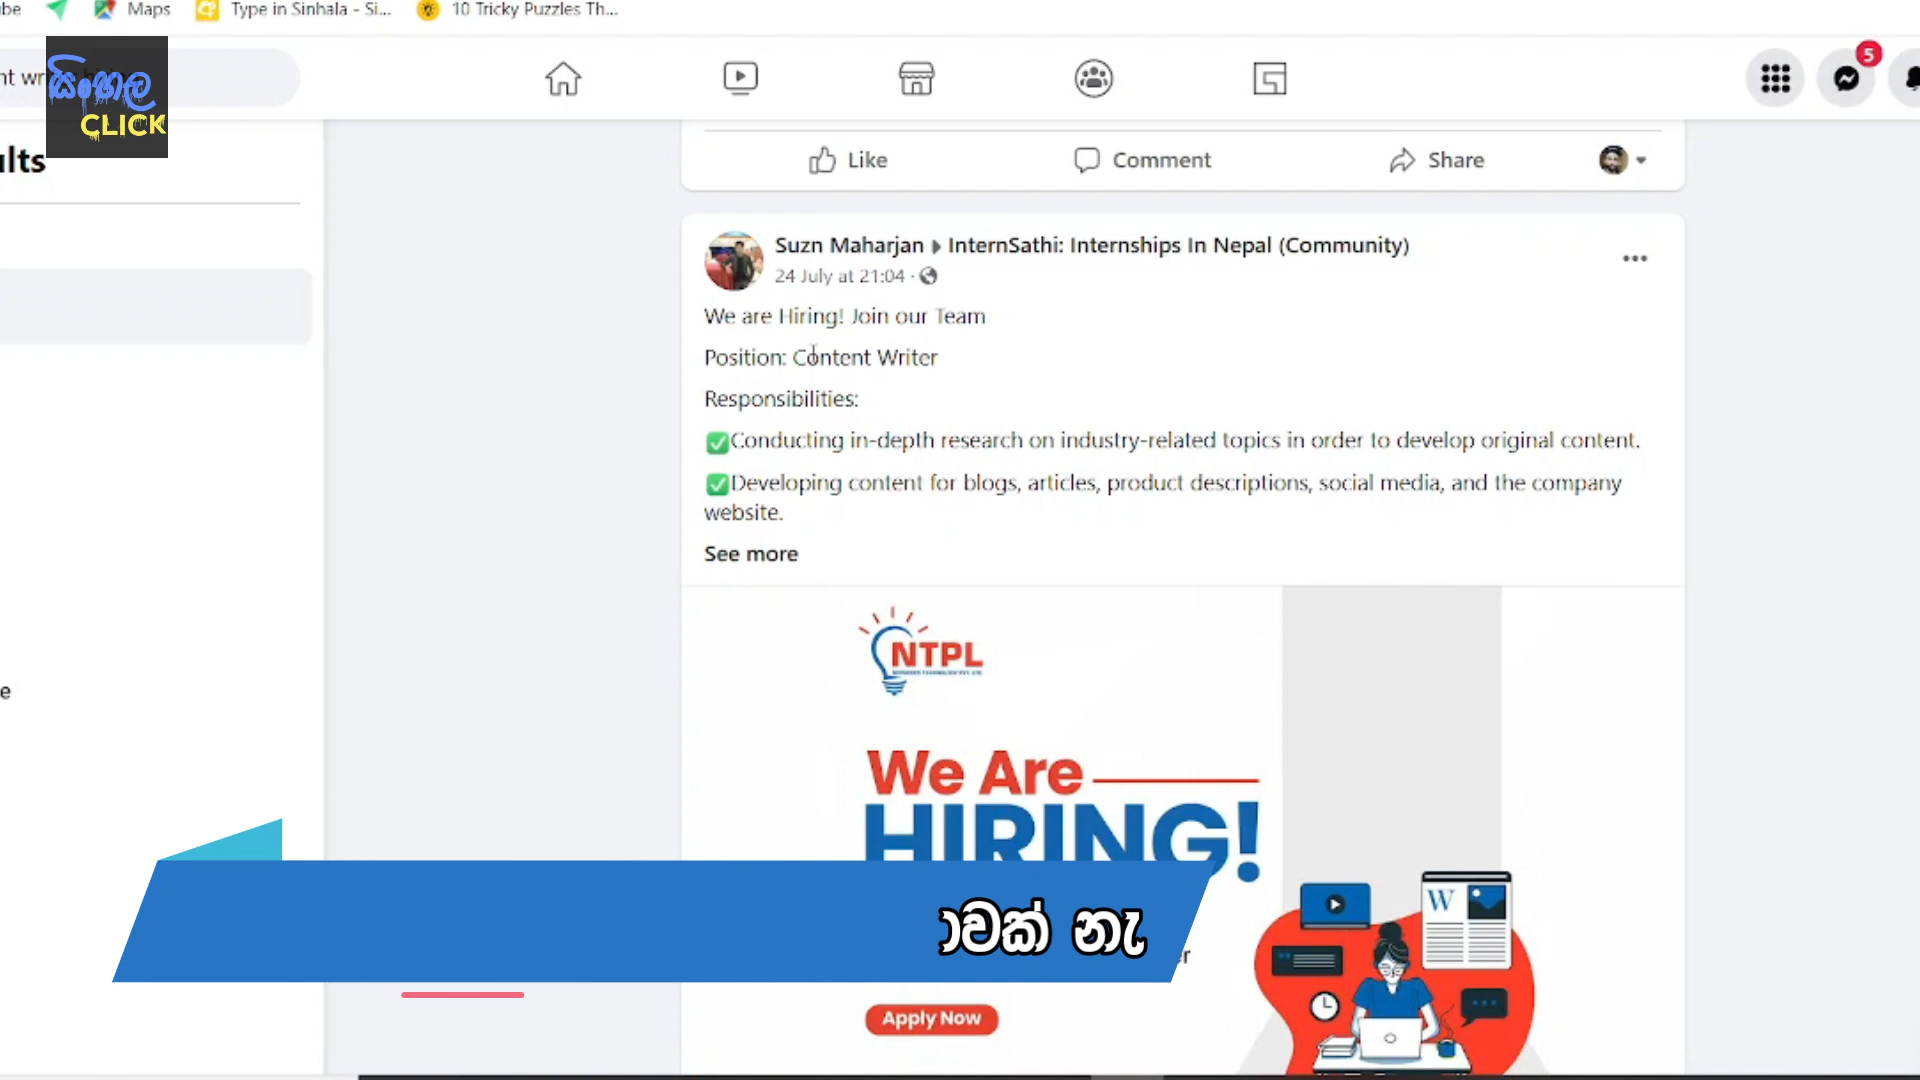 Maps
Type in Sinhala - Si...
10 Tricky Puzzles Th...
සිංහල
CLICK
5
Like
Comment
Share
Suzn Maharjan InternSathi: Internships In Nepal (Community)
24 July at 21:04 ·
We are Hiring! Join our Team
Position: Content Writer
Responsibilities:
✅Conducting in-depth research on industry-related topics in order to develop original content.
✅Developing content for blogs, articles, product descriptions, social media, and the company
website.
See more
NTPL
We Are
HIRING!
W
වක් නැ
Apply Now